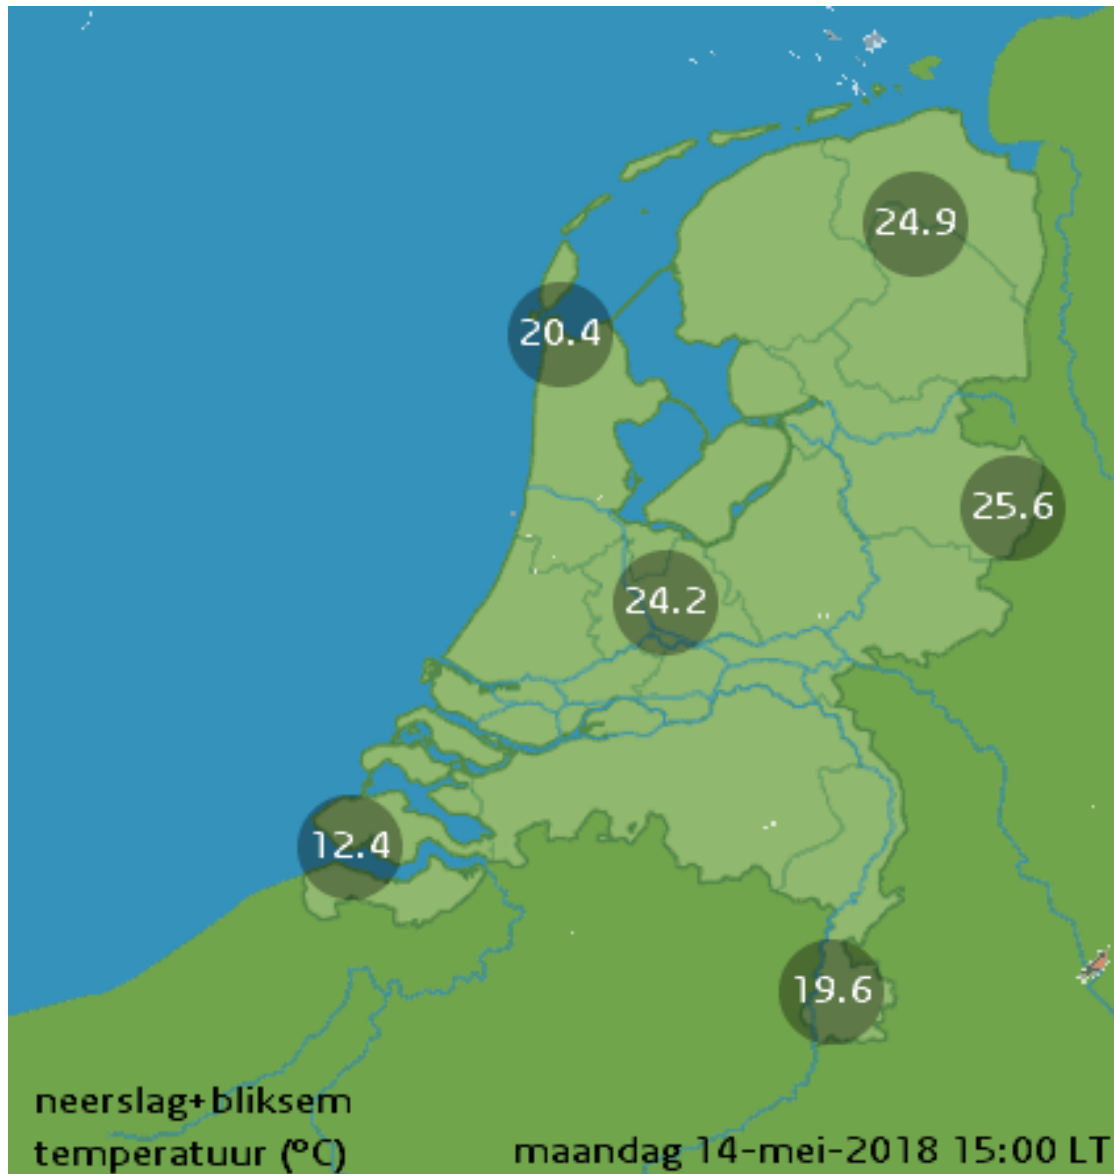 24.9
20.4
25.6
24.2
12.4
19.6
neerslag+bliksem
temperatuur (°C)
maandag 14-mei-2018 15:00 LT